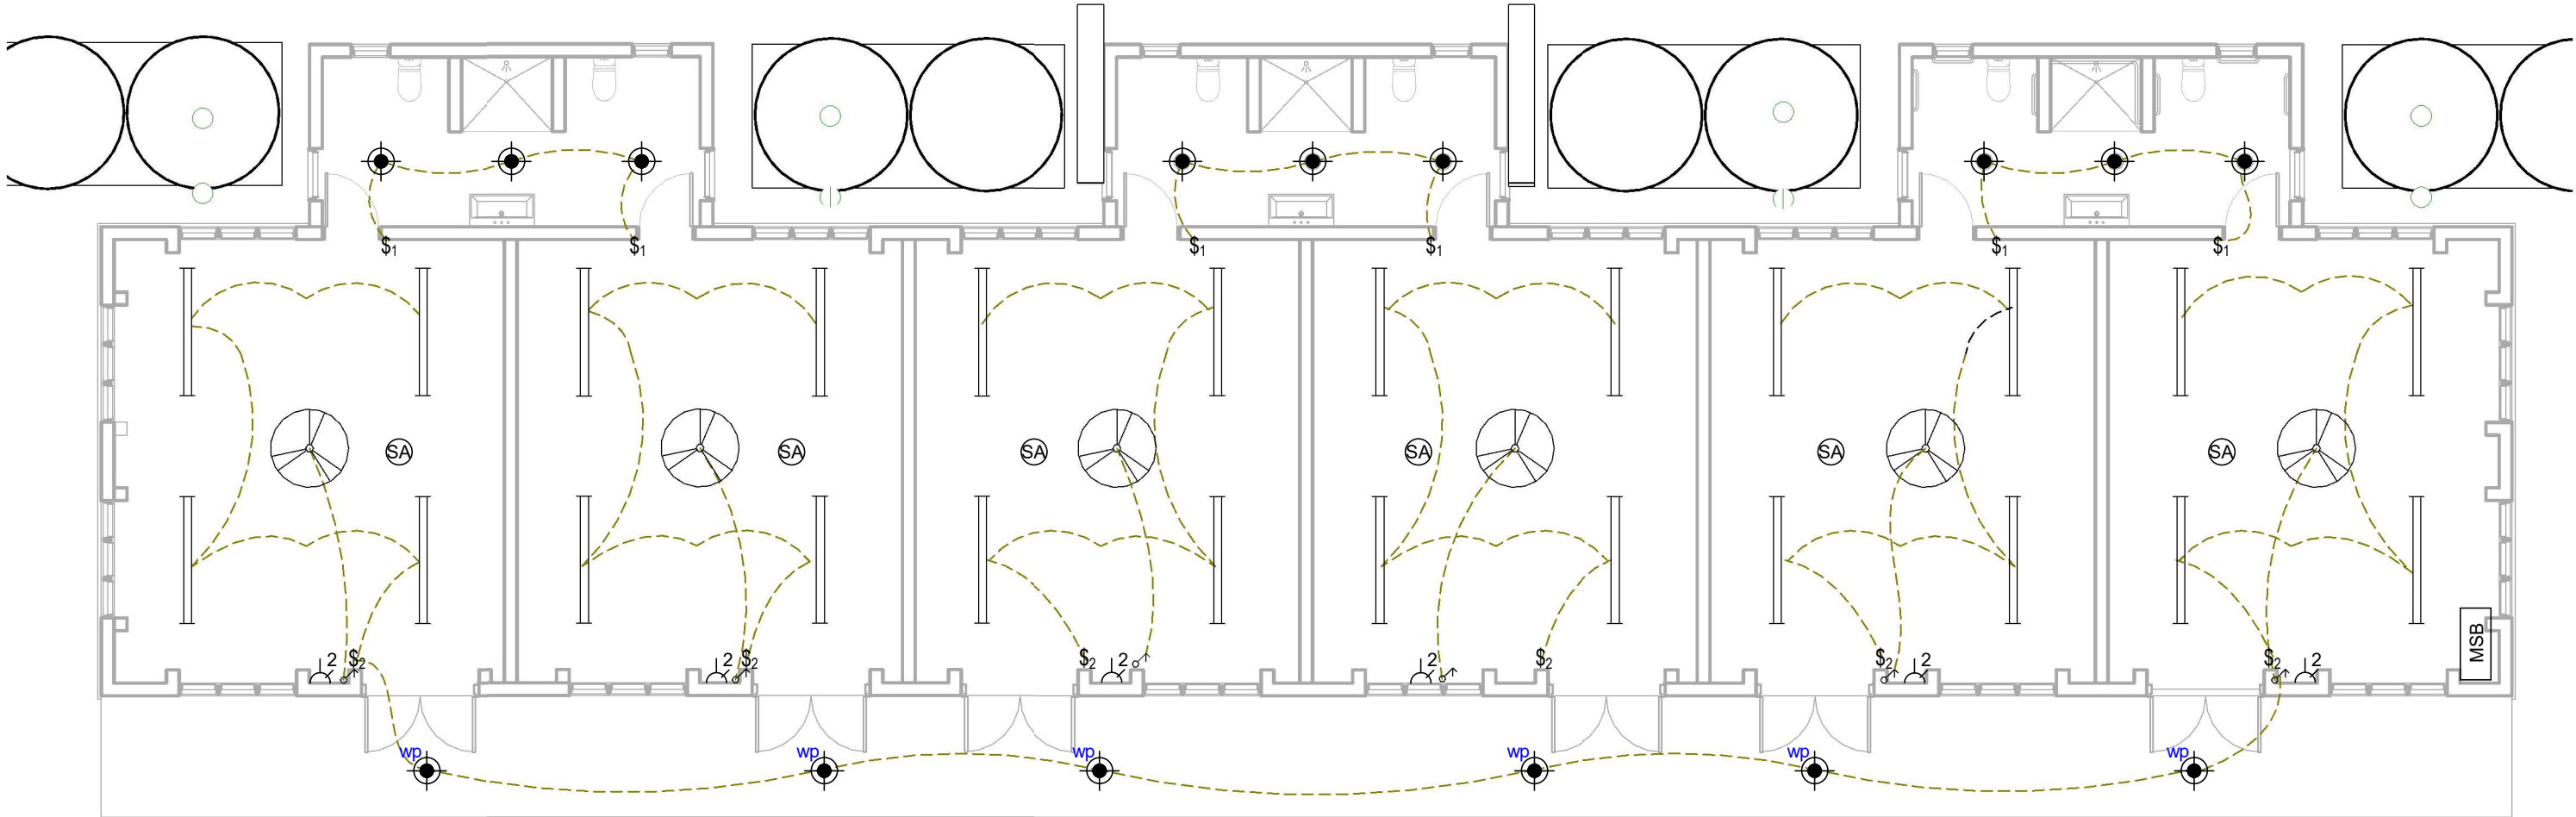 $1 $1 $1 $1 $1 $1
SA SA SA SA SA SA
2 $2 2 $2 $2 2 2 $2 $2 2 $2 2
MSB
wp wp wp wp wp wp